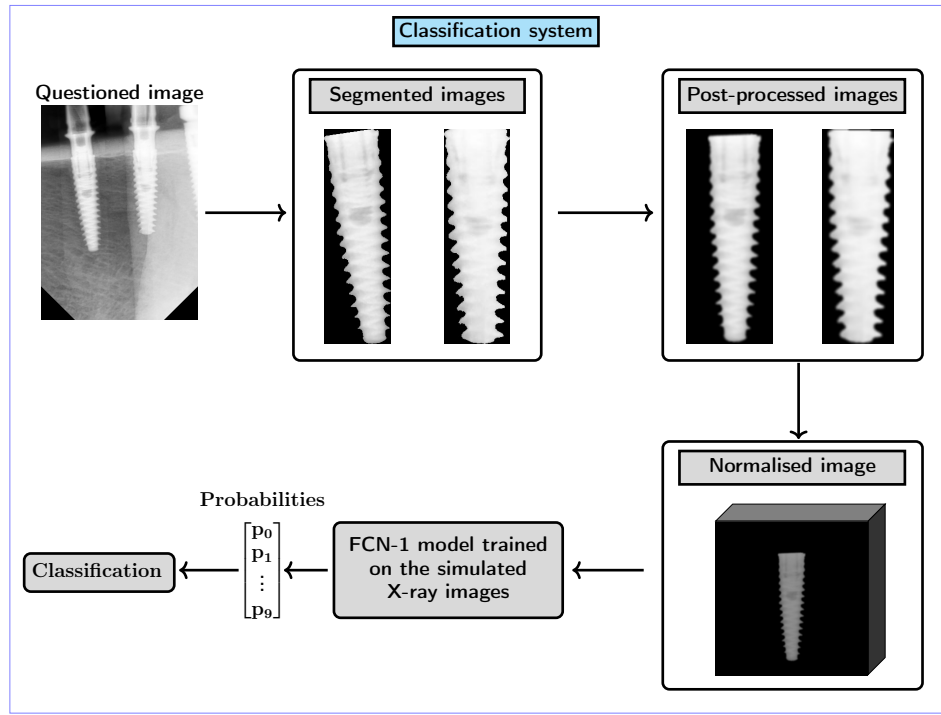 Classification system
Questioned image
Segmented images
Post-processed images
Normalised image
Probabilities
p₀
p₁
⋮
p₉
FCN-1 model trained
on the simulated
X-ray images
Classification